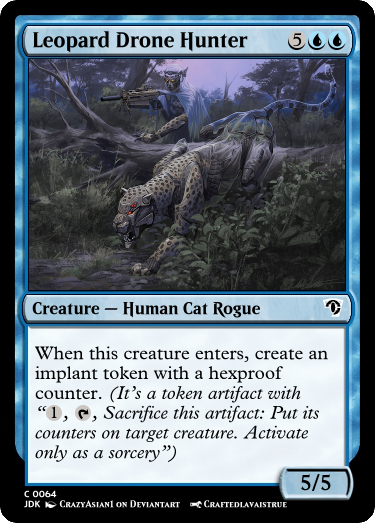 Leopard Drone Hunter 5
Creature — Human Cat Rogue
When this creature enters, create an
implant token with a hexproof
counter. (It's a token artifact with
“1, , Sacrifice this artifact: Put its
counters on target creature. Activate
only as a sorcery”)
5/5
C 0064
JDK CrazyAsian1 on Deviantart Craftedlavaistrue